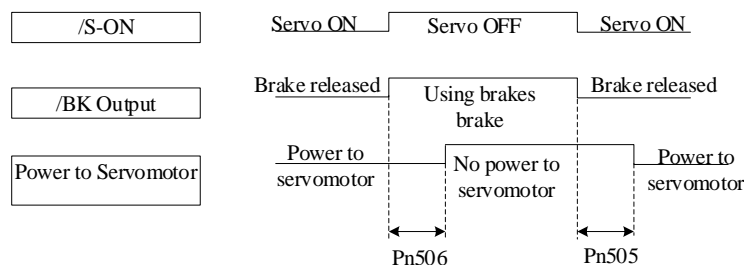 /S-ON
Servo ON
Servo OFF
Servo ON
/BK Output
Brake released
Using brakes
brake
Brake released
Power to Servomotor
Power to
servomotor
No power to
servomotor
Power to
servomotor
Pn506
Pn505